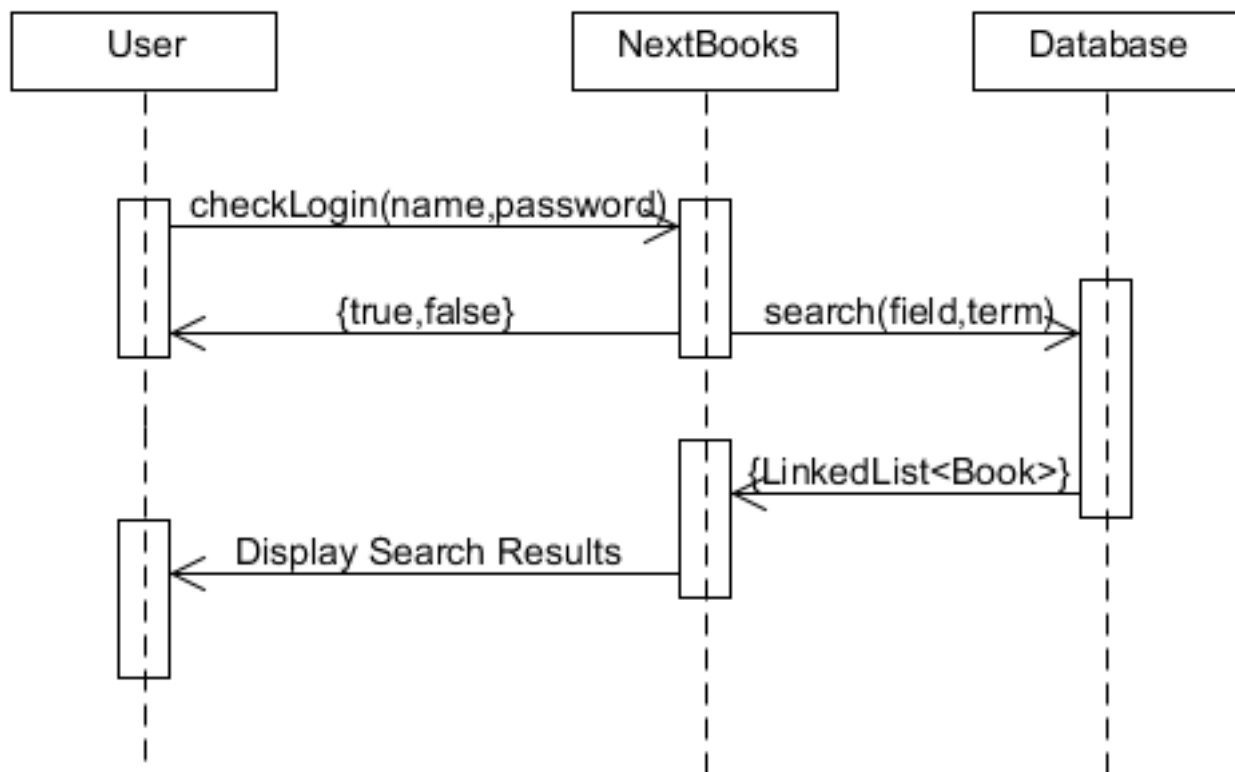 User
NextBooks
Database
checkLogin(name,password)
{true,false}
search(field,term)
{LinkedList<Book>}
Display Search Results